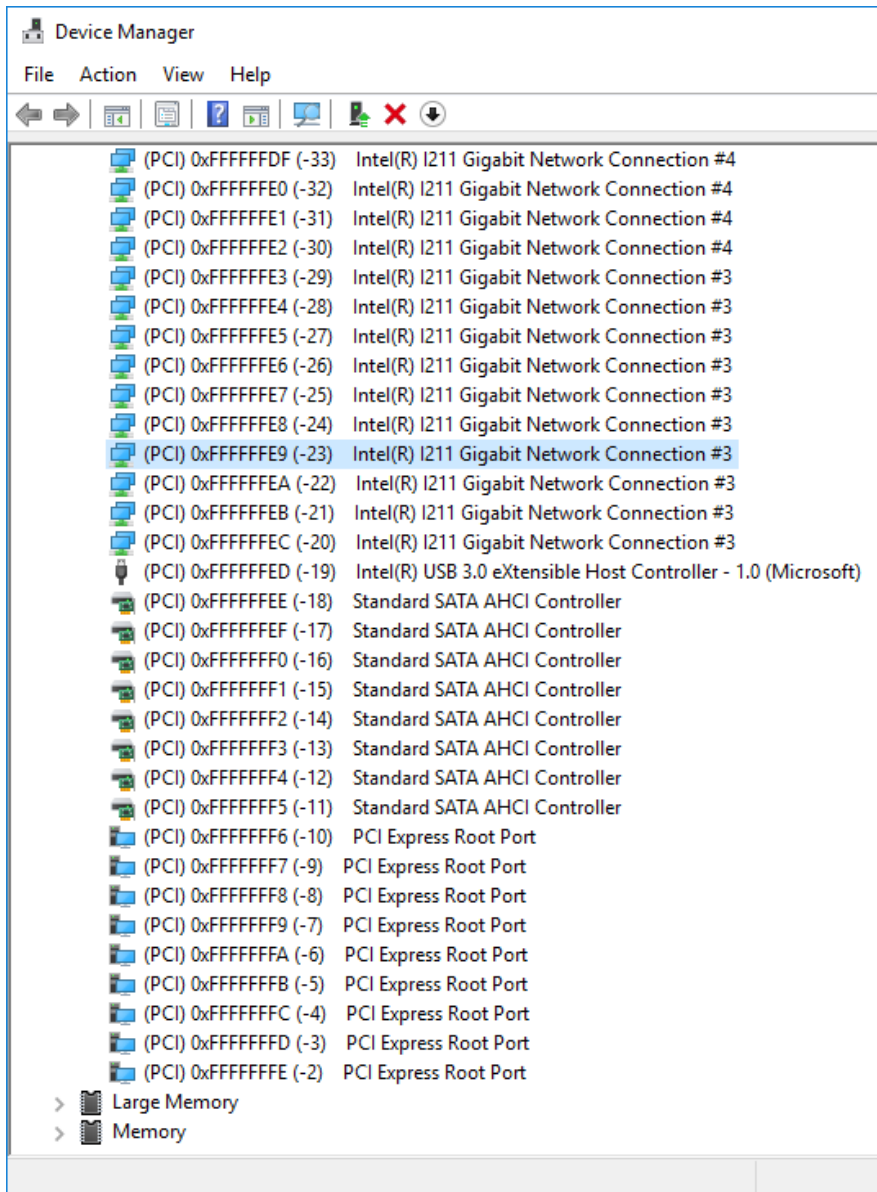 Device Manager
File Action View Help
(PCI) 0xFFFFFFDF (-33) Intel(R) I211 Gigabit Network Connection #4
(PCI) 0xFFFFFFE0 (-32) Intel(R) I211 Gigabit Network Connection #4
(PCI) 0xFFFFFFE1 (-31) Intel(R) I211 Gigabit Network Connection #4
(PCI) 0xFFFFFFE2 (-30) Intel(R) I211 Gigabit Network Connection #4
(PCI) 0xFFFFFFE3 (-29) Intel(R) I211 Gigabit Network Connection #3
(PCI) 0xFFFFFFE4 (-28) Intel(R) I211 Gigabit Network Connection #3
(PCI) 0xFFFFFFE5 (-27) Intel(R) I211 Gigabit Network Connection #3
(PCI) 0xFFFFFFE6 (-26) Intel(R) I211 Gigabit Network Connection #3
(PCI) 0xFFFFFFE7 (-25) Intel(R) I211 Gigabit Network Connection #3
(PCI) 0xFFFFFFE8 (-24) Intel(R) I211 Gigabit Network Connection #3
(PCI) 0xFFFFFFE9 (-23) Intel(R) I211 Gigabit Network Connection #3
(PCI) 0xFFFFFFEA (-22) Intel(R) I211 Gigabit Network Connection #3
(PCI) 0xFFFFFFEB (-21) Intel(R) I211 Gigabit Network Connection #3
(PCI) 0xFFFFFFEC (-20) Intel(R) I211 Gigabit Network Connection #3
(PCI) 0xFFFFFFED (-19) Intel(R) USB 3.0 eXtensible Host Controller - 1.0 (Microsoft)
(PCI) 0xFFFFFFEE (-18) Standard SATA AHCI Controller
(PCI) 0xFFFFFFEF (-17) Standard SATA AHCI Controller
(PCI) 0xFFFFFFF0 (-16) Standard SATA AHCI Controller
(PCI) 0xFFFFFFF1 (-15) Standard SATA AHCI Controller
(PCI) 0xFFFFFFF2 (-14) Standard SATA AHCI Controller
(PCI) 0xFFFFFFF3 (-13) Standard SATA AHCI Controller
(PCI) 0xFFFFFFF4 (-12) Standard SATA AHCI Controller
(PCI) 0xFFFFFFF5 (-11) Standard SATA AHCI Controller
(PCI) 0xFFFFFFF6 (-10) PCI Express Root Port
(PCI) 0xFFFFFFF7 (-9) PCI Express Root Port
(PCI) 0xFFFFFFF8 (-8) PCI Express Root Port
(PCI) 0xFFFFFFF9 (-7) PCI Express Root Port
(PCI) 0xFFFFFFFA (-6) PCI Express Root Port
(PCI) 0xFFFFFFFB (-5) PCI Express Root Port
(PCI) 0xFFFFFFFC (-4) PCI Express Root Port
(PCI) 0xFFFFFFFD (-3) PCI Express Root Port
(PCI) 0xFFFFFFFE (-2) PCI Express Root Port
Large Memory
Memory